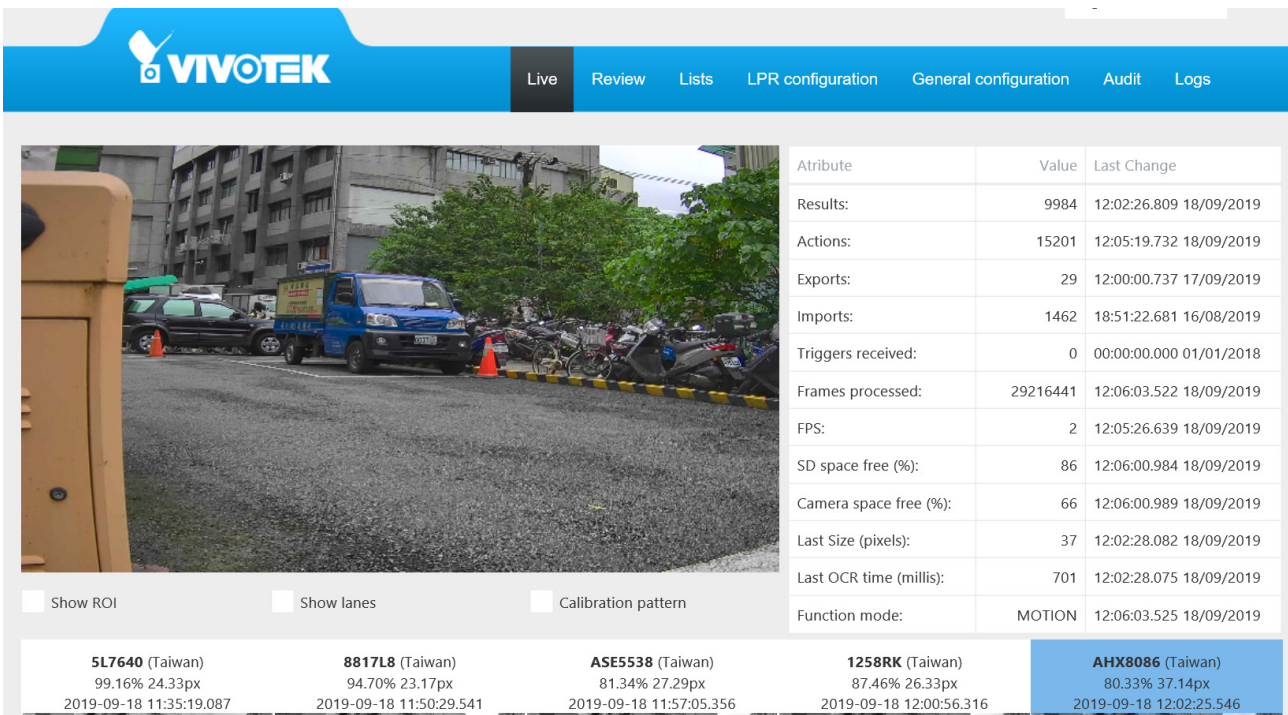 VIVOTEK
Live Review Lists LPR configuration General configuration Audit Logs
Atribute Value Last Change
Results: 9984 12:02:26.809 18/09/2019
Actions: 15201 12:05:19.732 18/09/2019
Exports: 29 12:00:00.737 17/09/2019
Imports: 1462 18:51:22.681 16/08/2019
Triggers received: 0 00:00:00.000 01/01/2018
Frames processed: 29216441 12:06:03.522 18/09/2019
FPS: 2 12:05:26.639 18/09/2019
SD space free (%): 86 12:06:00.984 18/09/2019
Camera space free (%): 66 12:06:00.989 18/09/2019
Last Size (pixels): 37 12:02:28.082 18/09/2019
Last OCR time (millis): 701 12:02:28.075 18/09/2019
Function mode: MOTION 12:06:03.525 18/09/2019
Show ROI Show lanes Calibration pattern
5L7640 (Taiwan) 8817L8 (Taiwan) ASE5538 (Taiwan) 1258RK (Taiwan) AHX8086 (Taiwan)
99.16% 24.33px 94.70% 23.17px 81.34% 27.29px 87.46% 26.33px 80.33% 37.14px
2019-09-18 11:35:19.087 2019-09-18 11:50:29.541 2019-09-18 11:57:05.356 2019-09-18 12:00:56.316 2019-09-18 12:02:25.546